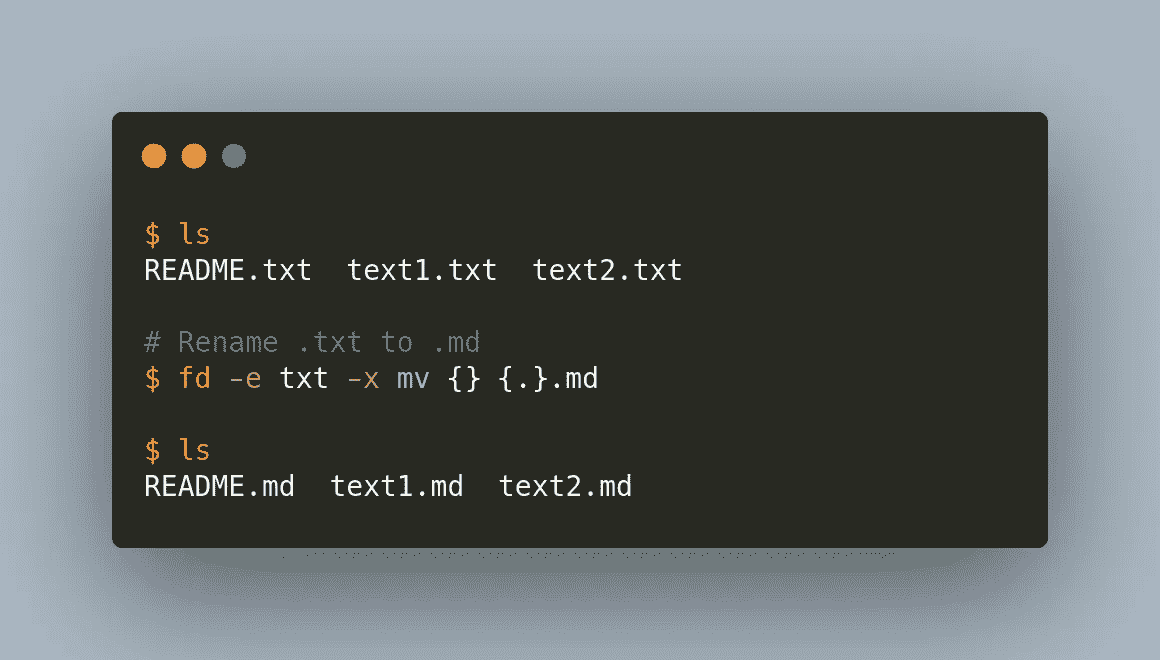 $ ls
README.txt  text1.txt  text2.txt
# Rename .txt to .md
$ fd -e txt -x mv {} {.}.md
$ ls
README.md  text1.md  text2.md